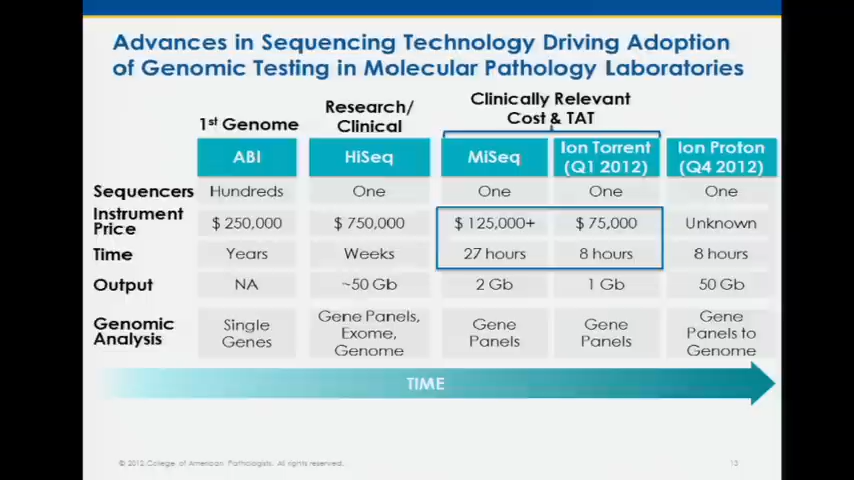 Advances in Sequencing Technology Driving Adoption
of Genomic Testing in Molecular Pathology Laboratories
Clinically Relevant
Cost & TAT
Research/
Clinical
1st Genome
ABI
HiSeq
MiSeq
Ion Torrent
(Q1 2012)
Ion Proton
(Q4 2012)
Sequencers Hundreds One One One One
Instrument
Price
$ 250,000 $ 750,000 $ 125,000+ $ 75,000 Unknown
Time Years Weeks 27 hours 8 hours 8 hours
Output NA ~50 Gb 2 Gb 1 Gb 50 Gb
Genomic
Analysis
Single
Genes
Gene Panels,
Exome,
Genome
Gene
Panels
Gene
Panels
Gene
Panels to
Genome
TIME
© 2012 College of American Pathologists. All rights reserved.
13